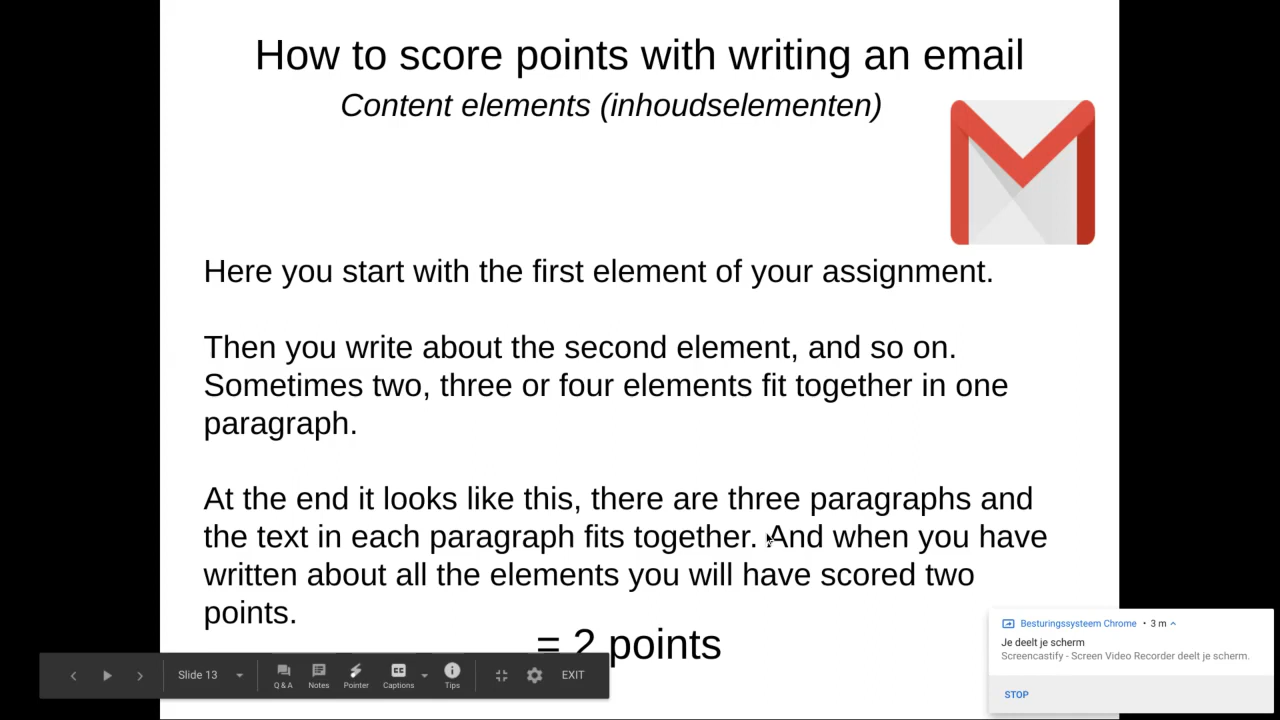 How to score points with writing an email
Content elements (inhoudselementen)
Here you start with the first element of your assignment.
Then you write about the second element, and so on.
Sometimes two, three or four elements fit together in one
paragraph.
At the end it looks like this, there are three paragraphs and
the text in each paragraph fits together. And when you have
written about all the elements you will have scored two
points.
= 2 points
Slide 13
Q & A
Notes
Pointer
Captions
Tips
EXIT
Besturingssysteem Chrome • 3 m
Je deelt je scherm
Screencastify - Screen Video Recorder deelt je scherm.
STOP